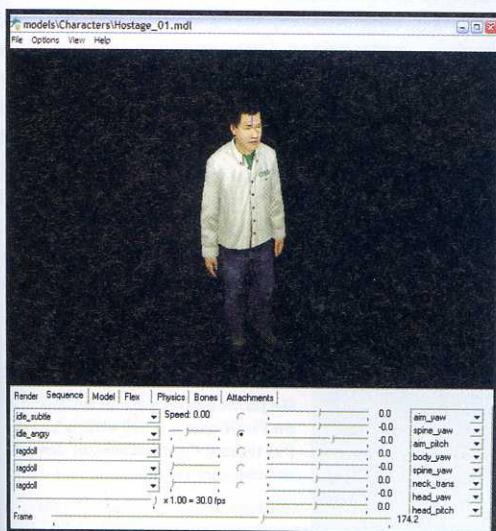 models\Characters\Hostage_01.mdl
File Options View Help
Render Sequence Model Flex Physics Bones Attachments
idle_subtle Speed: 0.00 0.0 aim_yaw
idle_angry -0.0 spine_yaw
ragdoll -0.0 aim_pitch
ragdoll 0.0 body_yaw
ragdoll -0.0 spine_yaw
0.0 neck_trans
x 1.00 = 30.0 fps -0.0 head_yaw
0.0 head_pitch
Frame 174.2